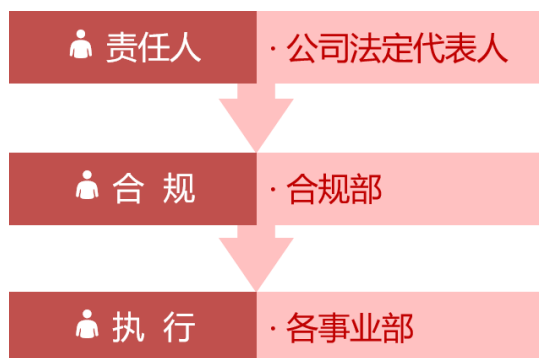 责任人 · 公司法定代表人
合 规 · 合规部
执 行 · 各事业部